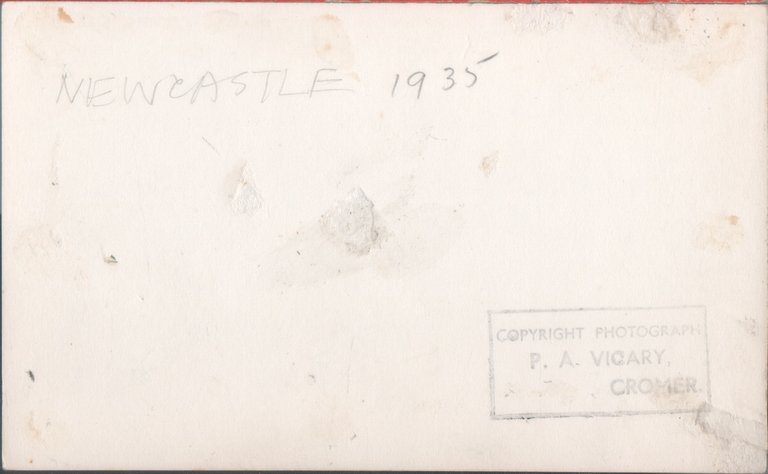 NEWCASTLE 1935
COPYRIGHT PHOTOGRAPH
P. A. VICARY,
CROMER.